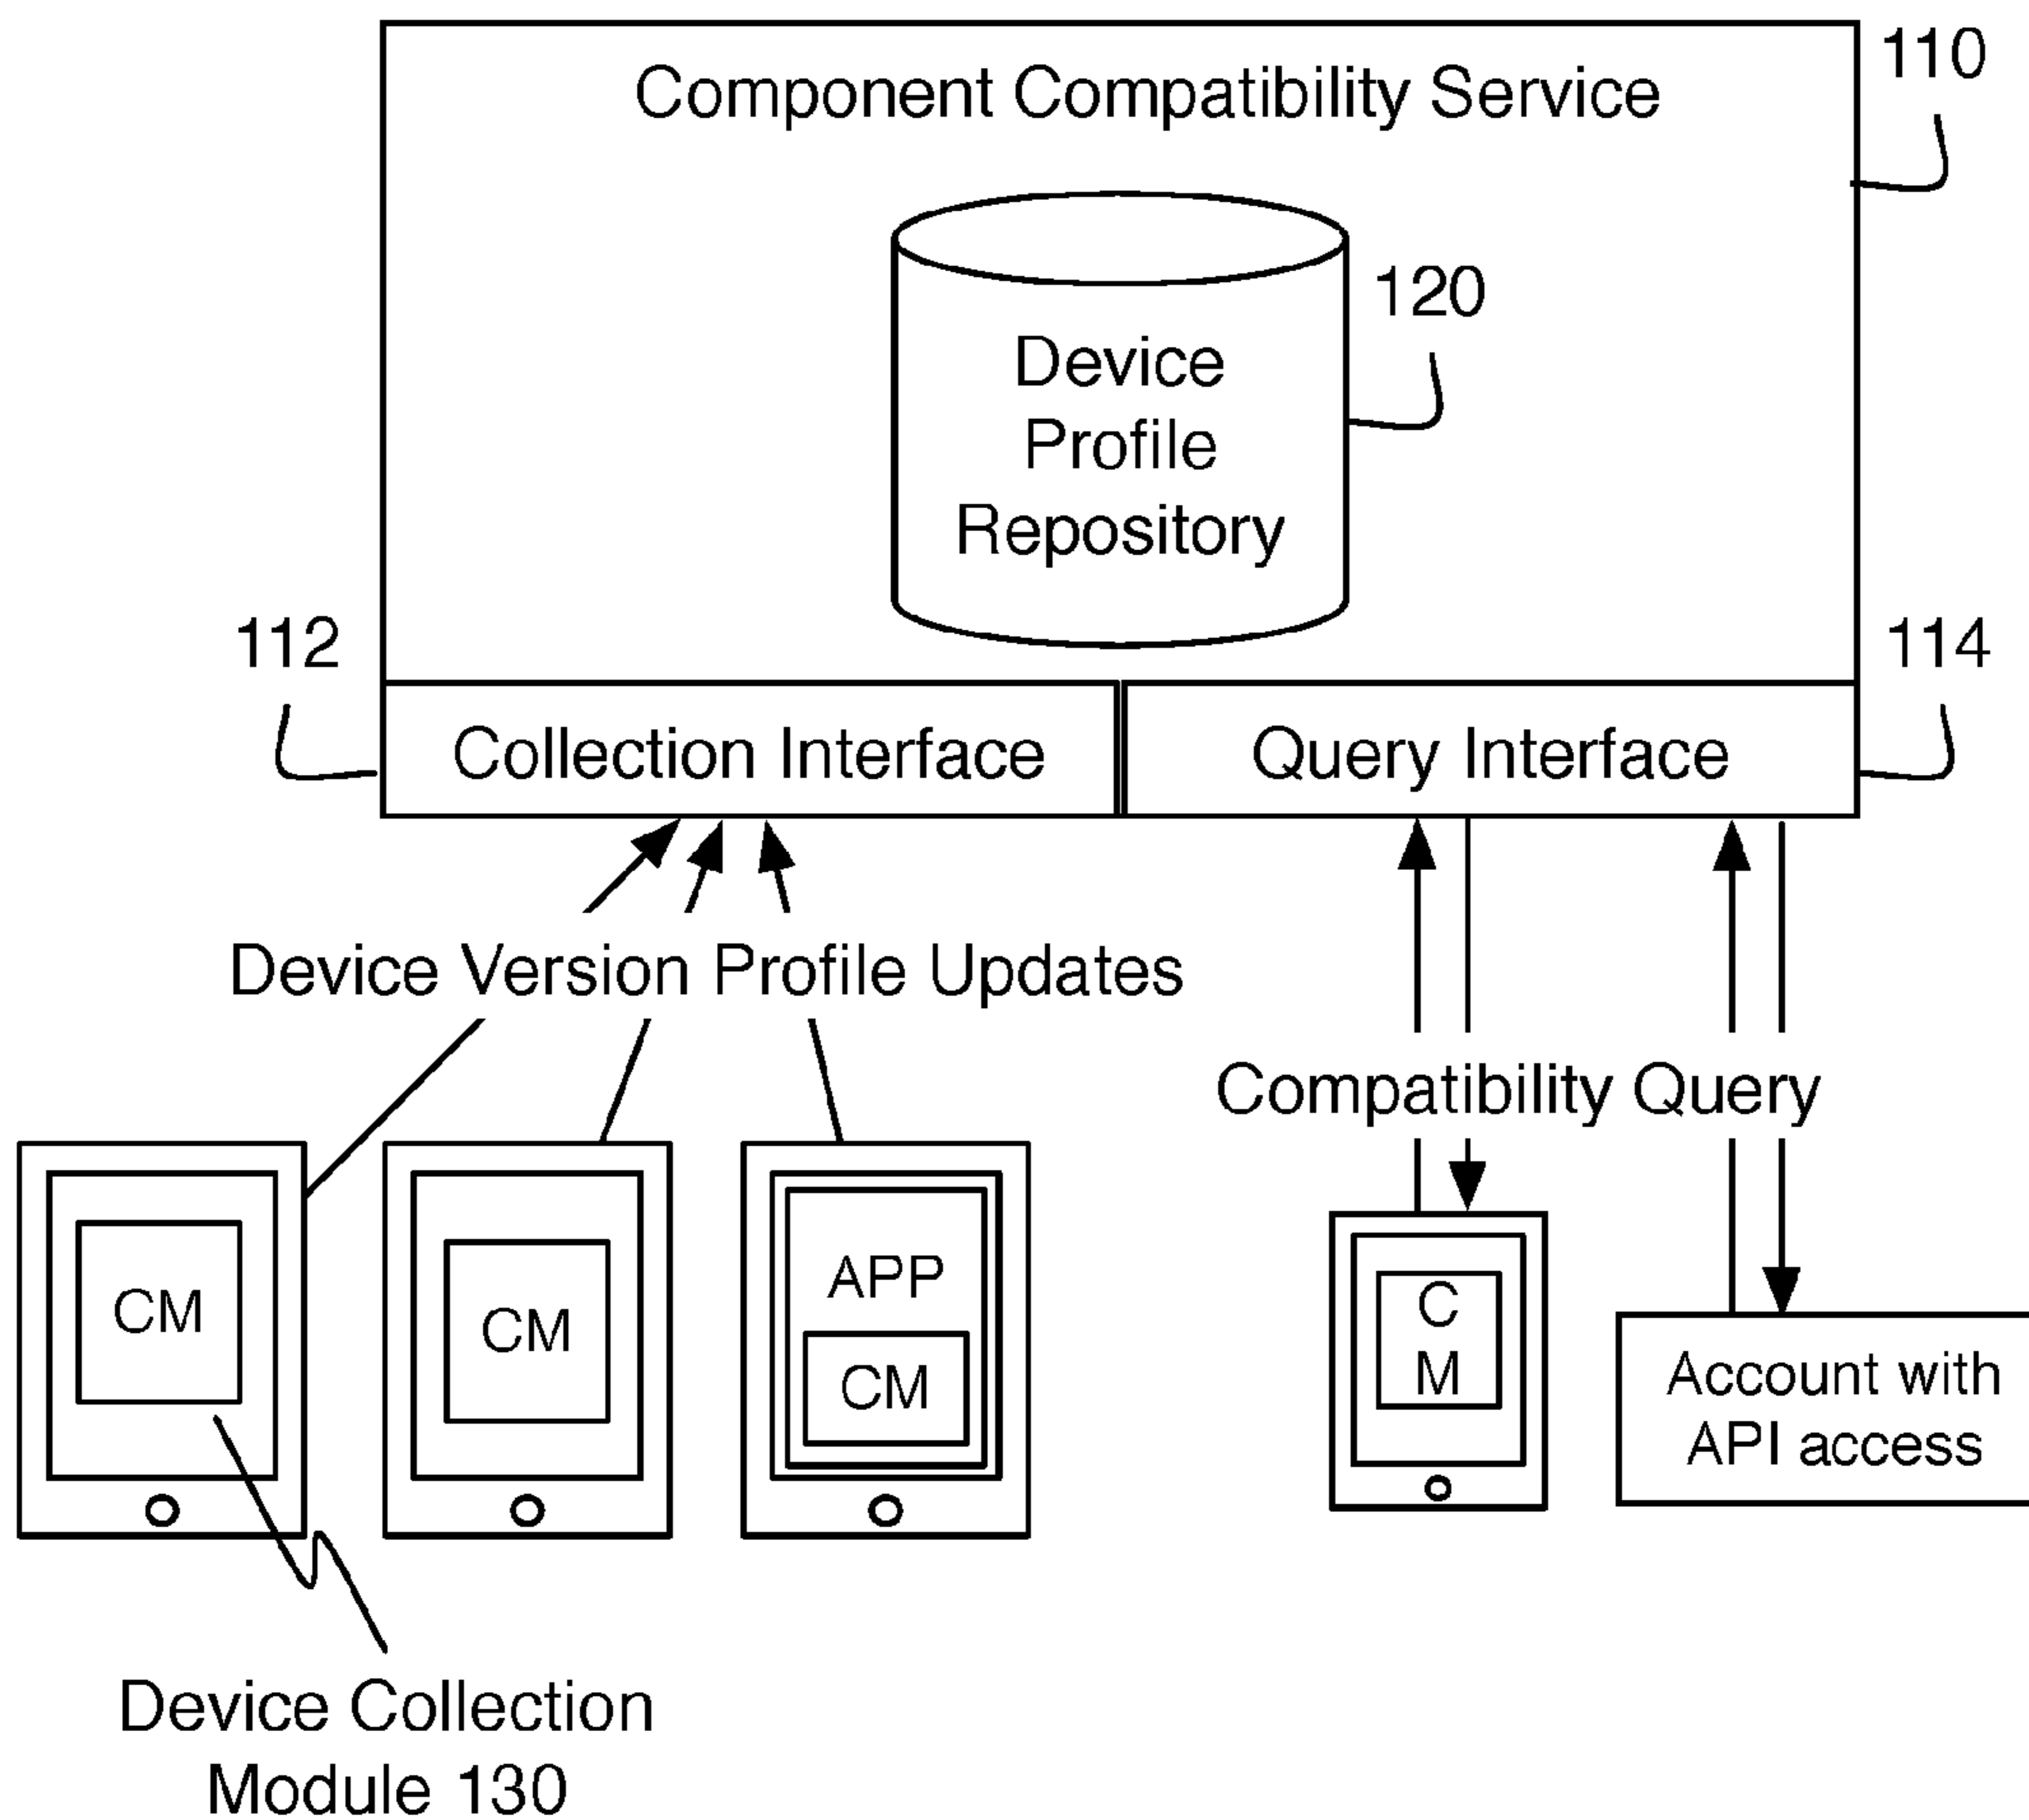 110
Component Compatibility Service
120
Device
Profile
Repository
112
114
Collection Interface
Query Interface
Device Version Profile Updates
Compatibility Query
CM
CM
APP
CM
C
M
Account with
API access
Device Collection
Module 130